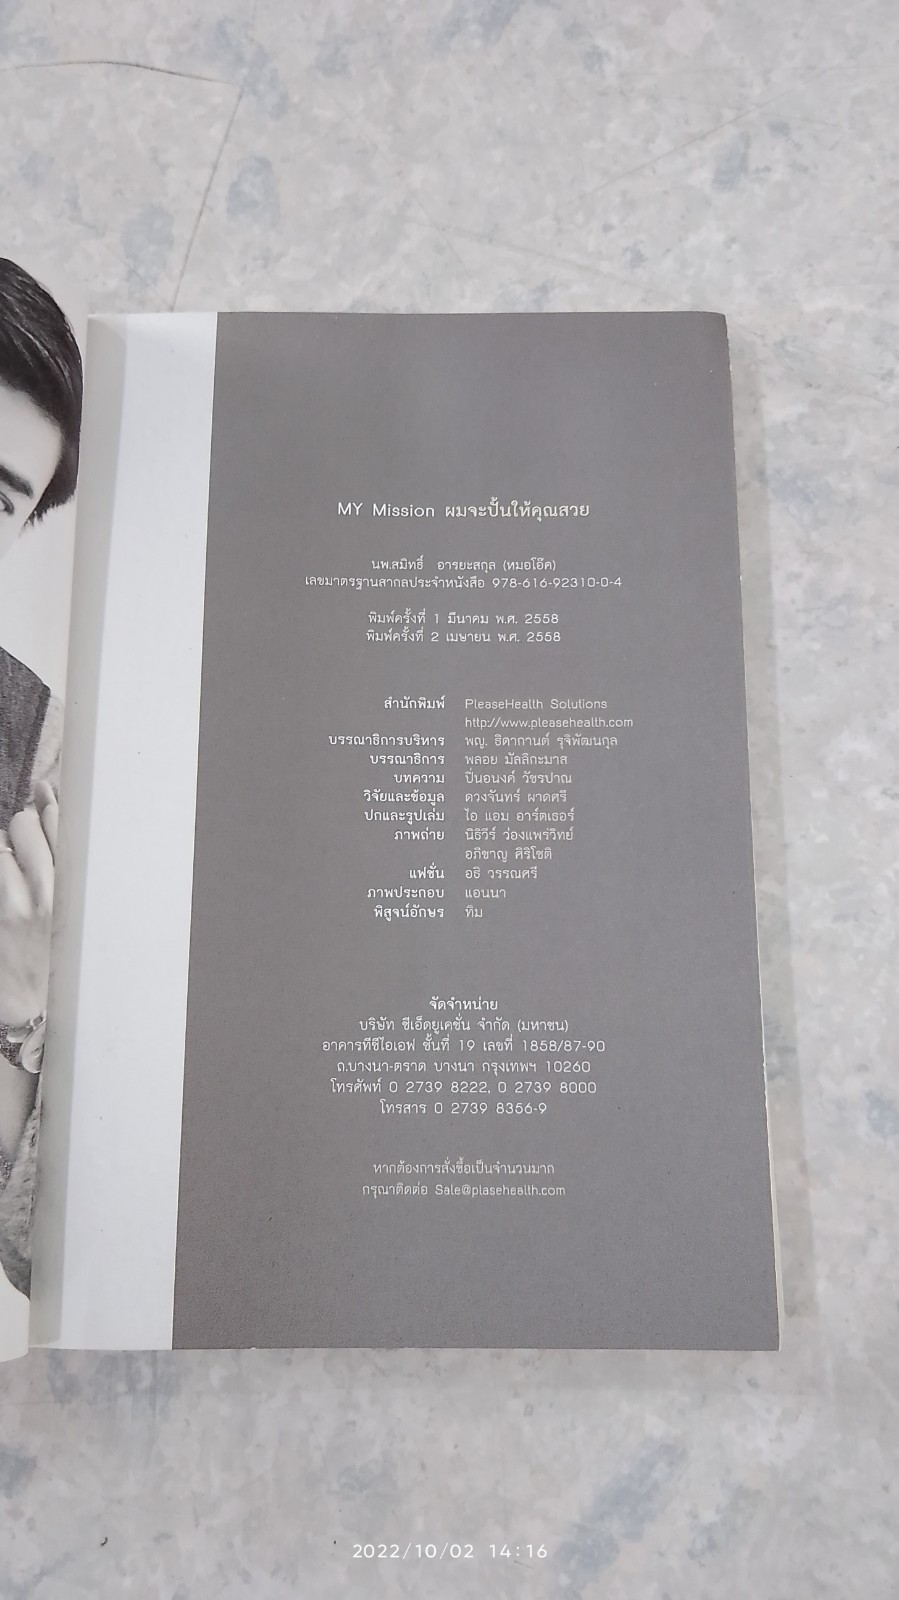 MY Mission ผมจะปั้นให้คุณสวย
นพ.สมิทธิ์ อารยะสกุล (หมอโอ๊ค)
เลขมาตรฐานสากลประจำหนังสือ 978-616-92310-0-4
พิมพ์ครั้งที่ 1 มีนาคม พ.ศ. 2558
พิมพ์ครั้งที่ 2 เมษายน พ.ศ. 2558
สำนักพิมพ์ PleaseHealth Solutions
http://www.pleasehealth.com
บรรณาธิการบริหาร พญ. ธิดากานต์ รุจิพัฒนกุล
บรรณาธิการ พลอย มัลลิกะมาส
บทความ ปิ่นอนงค์ วัชรปาณ
วิจัยและข้อมูล ดวงจันทร์ ผาดศรี
ปกและรูปเล่ม ไอ แอม อาร์ตเธอร์
ภาพถ่าย นิธิวีร์ ว่องแพร่วิทย์
อภิชาญ ศิริโชติ
แฟชั่น อธิ วรรณศรี
ภาพประกอบ แอนนา
พิสูจน์อักษร ทิม
จัดจำหน่าย
บริษัท ซีเอ็ดยูเคชั่น จำกัด (มหาชน)
อาคารทีซีไอเอฟ ชั้นที่ 19 เลขที่ 1858/87-90
ถ.บางนา-ตราด บางนา กรุงเทพฯ 10260
โทรศัพท์ 0 2739 8222, 0 2739 8000
โทรสาร 0 2739 8356-9
หากต้องการสั่งซื้อเป็นจำนวนมาก
กรุณาติดต่อ Sale@plasehealth.com
2022/10/02 14:16